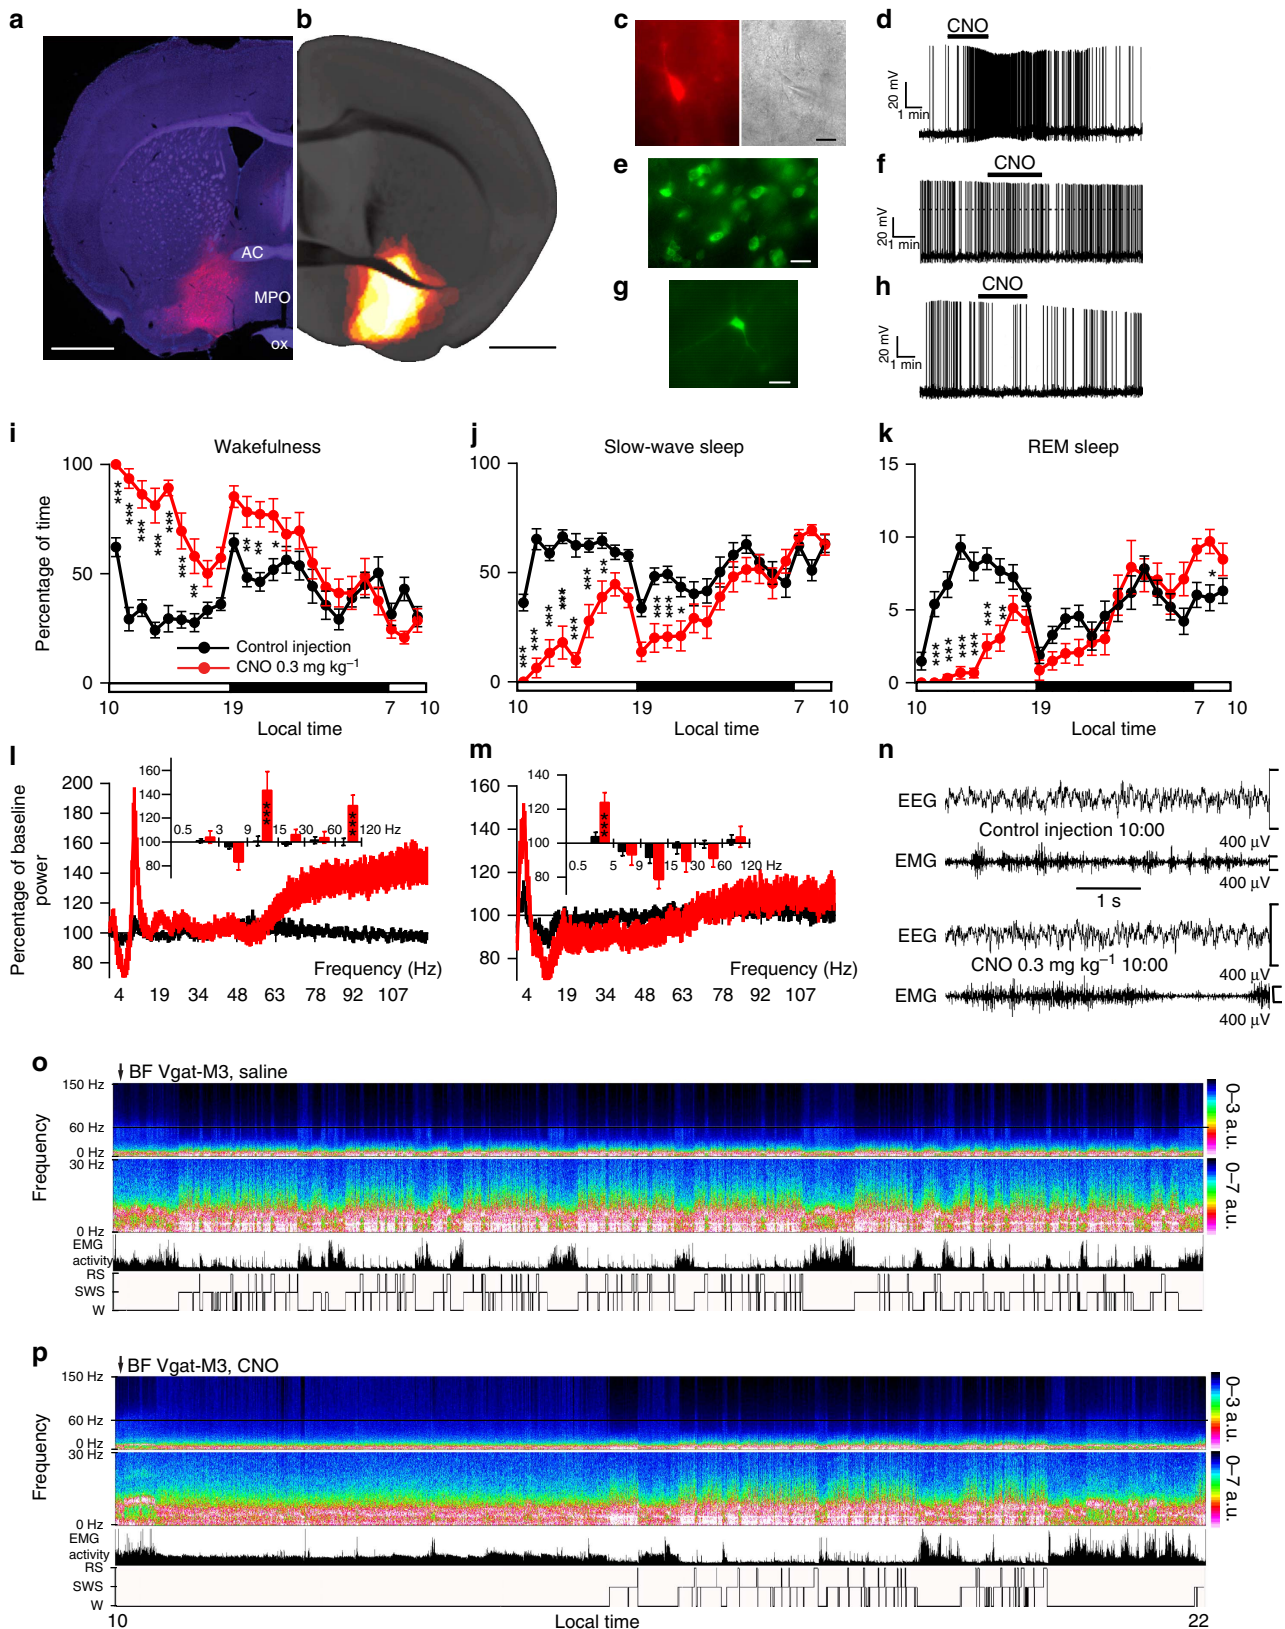 a
b
c
d
CNO
20 mV
1 min
AC
MPO
ox
e
f
CNO
20 mV
1 min
g
h
CNO
20 mV
1 min
i
Wakefulness
j
Slow-wave sleep
k
REM sleep
Percentage of time
100
50
0
Control injection
CNO 0.3 mg kg⁻¹
10 19 7 10
Local time
100
50
0
10 19 7 10
Local time
15
10
5
0
10 19 7 10
Local time
*** *** *** *** *** *** ** ** ** *
*** *** *** *** *** *** ** *** *** *
*** *** *** *** *** ** *
l
Percentage of baseline
power
200
180
160
140
120
100
80
160
140
120
100
80
0.5 3 9 15 30 60 120 Hz
*** ***
Frequency (Hz)
4 19 34 48 63 78 92 107
m
160
140
120
100
80
140
120
100
80
0.5 5 9 15 30 60 120 Hz
***
Frequency (Hz)
4 19 34 48 63 78 92 107
n
EEG
Control injection 10:00
400 μV
EMG
400 μV
1 s
EEG
CNO 0.3 mg kg⁻¹ 10:00
400 μV
EMG
400 μV
o
BF Vgat-M3, saline
Frequency
150 Hz
60 Hz
0 Hz
30 Hz
0 Hz
0–3 a.u.
0–7 a.u.
EMG
activity
RS
SWS
W
p
BF Vgat-M3, CNO
Frequency
150 Hz
60 Hz
0 Hz
30 Hz
0 Hz
0–3 a.u.
0–7 a.u.
EMG
activity
RS
SWS
W
10
Local time
22